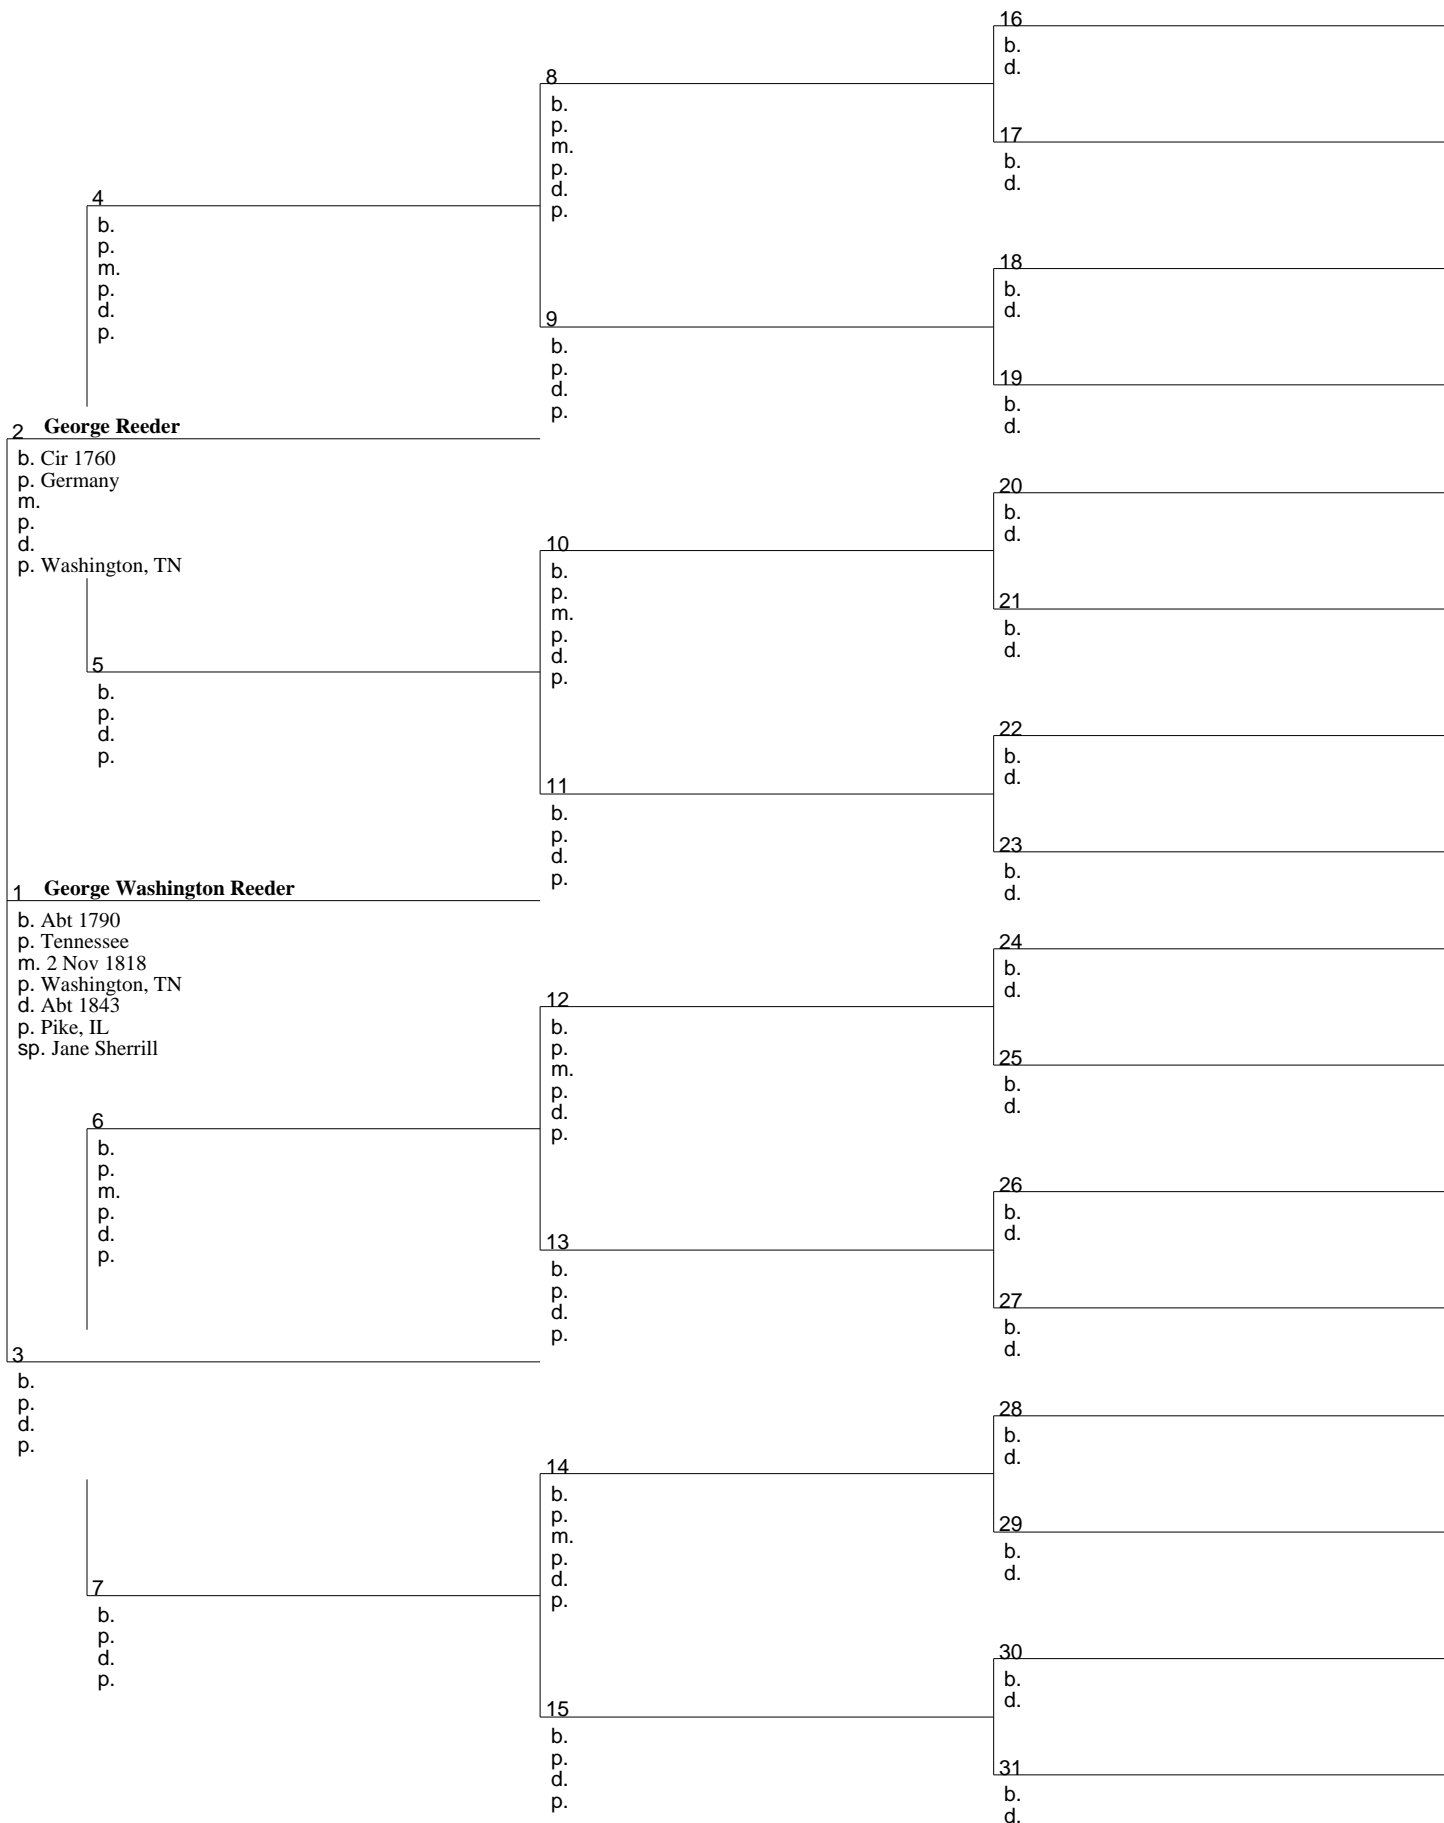 16
b.
d.
8
b.
p.
m.
p.
d.
p.
17
b.
d.
4
b.
p.
m.
p.
d.
p.
18
b.
d.
9
b.
p.
d.
p.
19
b.
d.
2 George Reeder
b. Cir 1760
p. Germany
m.
p.
d.
p. Washington, TN
20
b.
d.
10
b.
p.
m.
p.
d.
p.
21
b.
d.
5
b.
p.
d.
p.
22
b.
d.
11
b.
p.
d.
p.
23
b.
d.
1 George Washington Reeder
b. Abt 1790
p. Tennessee
m. 2 Nov 1818
p. Washington, TN
d. Abt 1843
p. Pike, IL
sp. Jane Sherrill
24
b.
d.
12
b.
p.
m.
p.
d.
p.
25
b.
d.
6
b.
p.
m.
p.
d.
p.
26
b.
d.
13
b.
p.
d.
p.
27
b.
d.
3
b.
p.
d.
p.
28
b.
d.
14
b.
p.
m.
p.
d.
p.
29
b.
d.
7
b.
p.
d.
p.
30
b.
d.
15
b.
p.
d.
p.
31
b.
d.